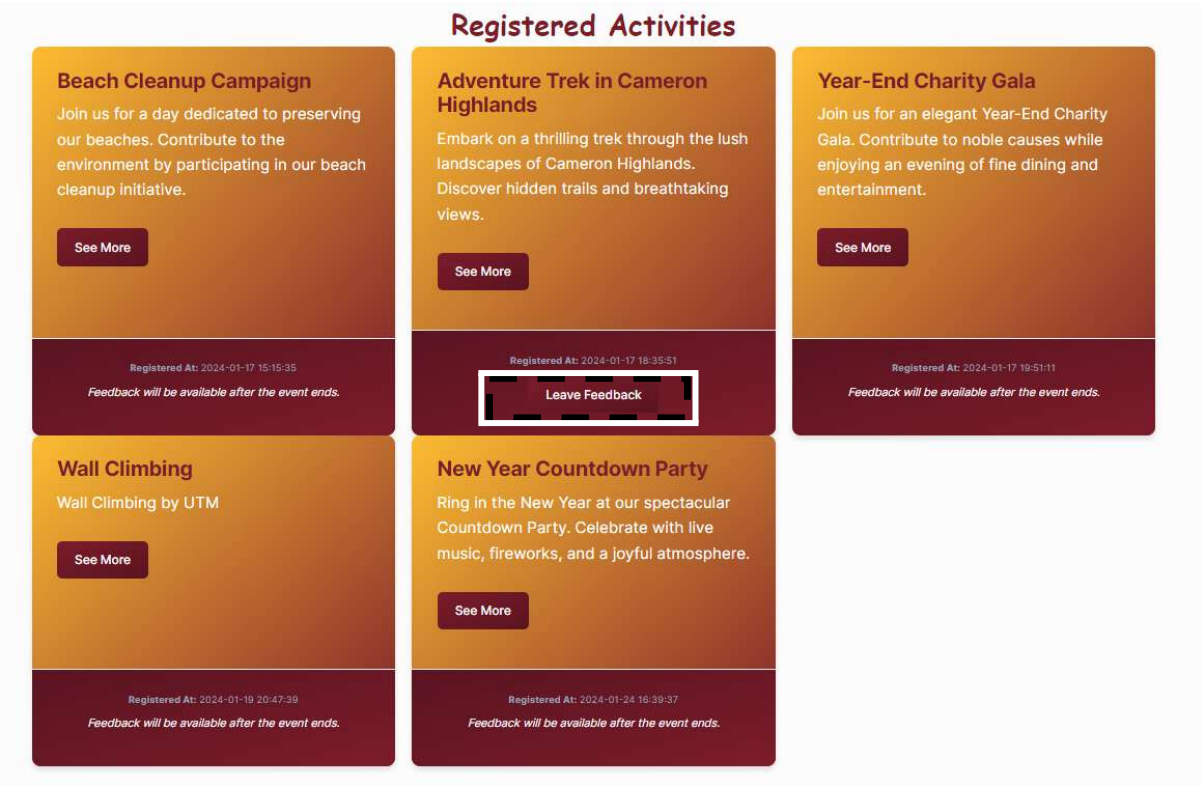 Registered Activities
Beach Cleanup Campaign
Join us for a day dedicated to preserving
our beaches. Contribute to the
environment by participating in our beach
cleanup initiative.
See More
Registered At: 2024-01-17 15:15:35
Feedback will be available after the event ends.
Adventure Trek in Cameron
Highlands
Embark on a thrilling trek through the lush
landscapes of Cameron Highlands.
Discover hidden trails and breathtaking
views.
See More
Registered At: 2024-01-17 18:35:51
Leave Feedback
Year-End Charity Gala
Join us for an elegant Year-End Charity
Gala. Contribute to noble causes while
enjoying an evening of fine dining and
entertainment.
See More
Registered At: 2024-01-17 19:51:11
Feedback will be available after the event ends.
Wall Climbing
Wall Climbing by UTM
See More
Registered At: 2024-01-19 20:47:39
Feedback will be available after the event ends.
New Year Countdown Party
Ring in the New Year at our spectacular
Countdown Party. Celebrate with live
music, fireworks, and a joyful atmosphere.
See More
Registered At: 2024-01-24 16:39:37
Feedback will be available after the event ends.